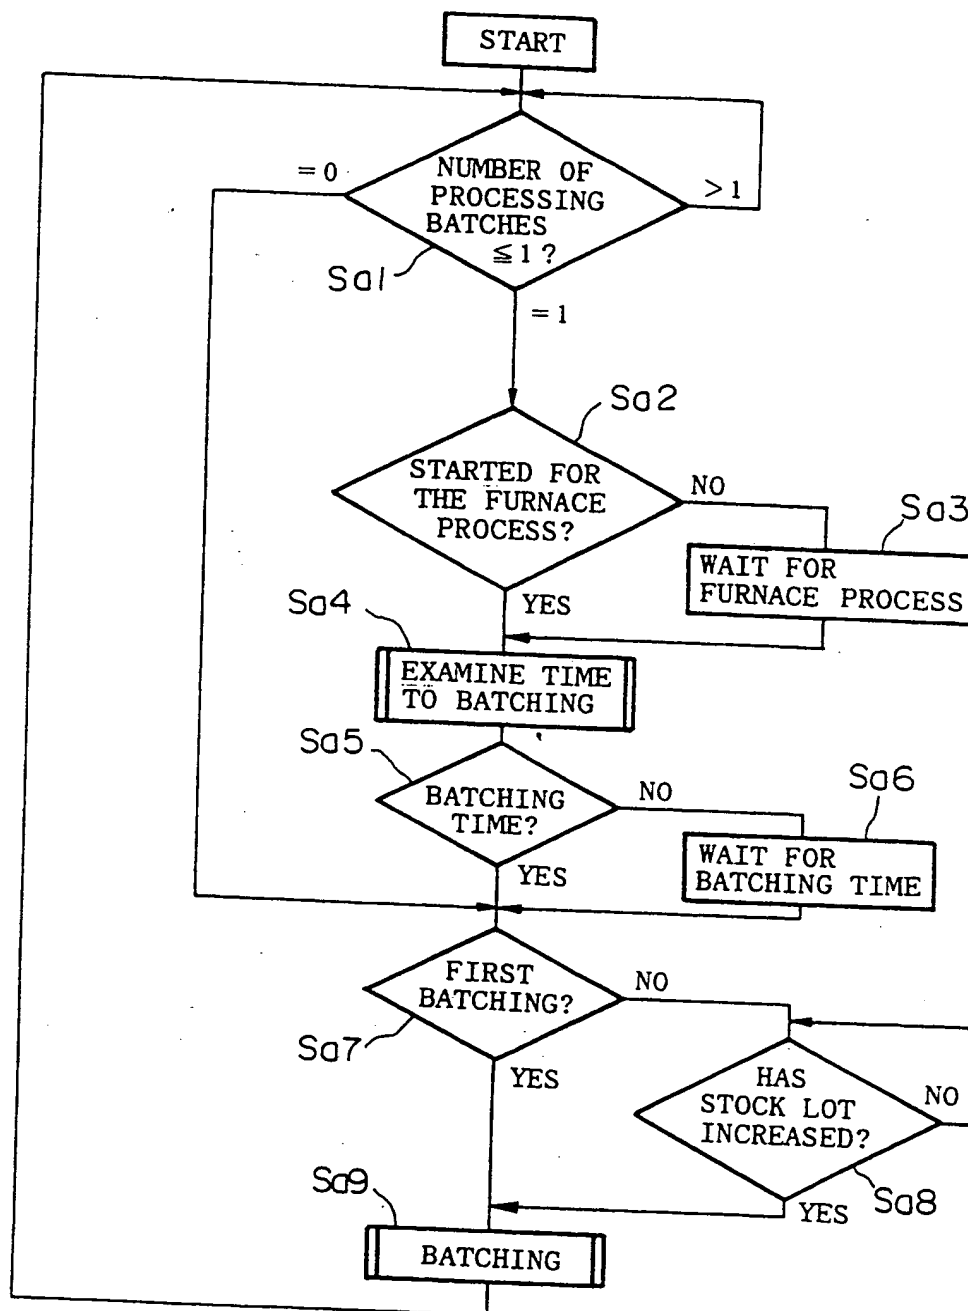 START
NUMBER OF
PROCESSING
BATCHES
≦1?
=0
>1
Sa1
=1
Sa2
STARTED FOR
THE FURNACE
PROCESS?
NO
Sa3
WAIT FOR
FURNACE PROCESS
YES
Sa4
EXAMINE TIME
TO BATCHING
Sa5
BATCHING
TIME?
NO
Sa6
WAIT FOR
BATCHING TIME
YES
FIRST
BATCHING?
NO
Sa7
YES
HAS
STOCK LOT
INCREASED?
NO
Sa8
YES
Sa9
BATCHING